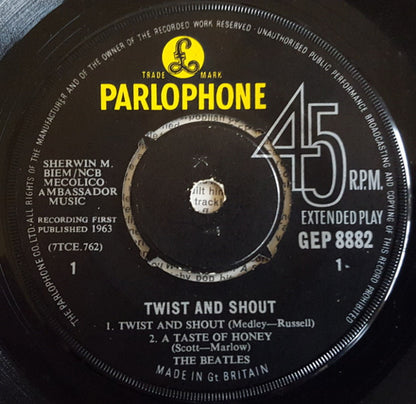 THE PARLOPHONE CO.LTD.-ALL RIGHTS OF THE MANUFACTURER AND OF THE OWNER OF THE RECORDED WORK RESERVED · UNAUTHORISED PUBLIC PERFORMANCE BROADCASTING AND COPYING OF THIS RECORD PROHIBITED
£
TRADE MARK
PARLOPHONE
45
R.P.M.
EXTENDED PLAY
GEP 8882
SHERWIN M.
BIEM/NCB
MECOLICO
AMBASSADOR
MUSIC
RECORDING FIRST
PUBLISHED 1963
(7TCE.762)
1
1
TWIST AND SHOUT
1. TWIST AND SHOUT (Medley—Russell)
2. A TASTE OF HONEY
(Scott—Marlow)
THE BEATLES
MADE IN Gt. BRITAIN